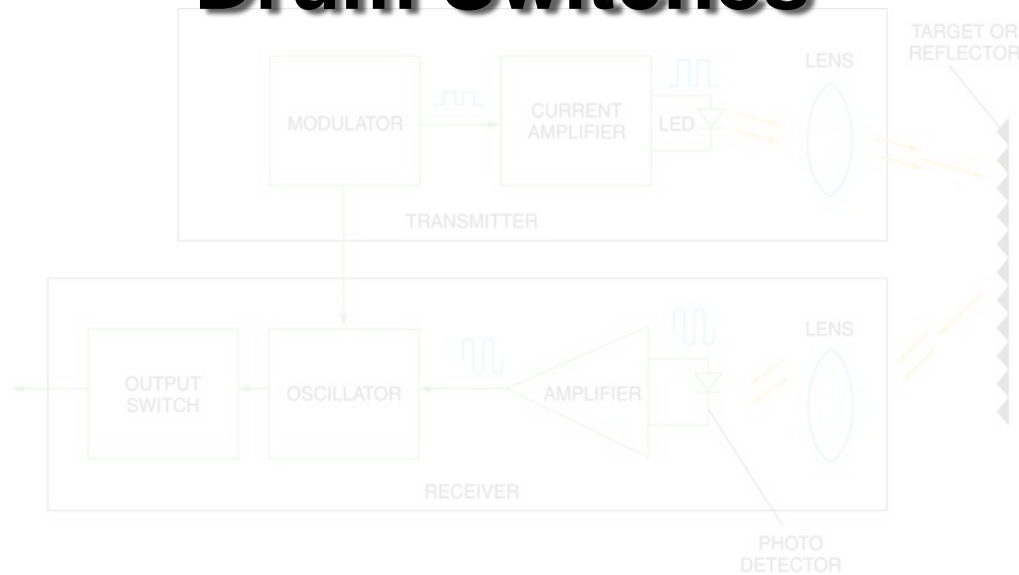 Drum Switches
TARGET OR
REFLECTOR
LENS
MODULATOR
CURRENT
AMPLIFIER
LED
TRANSMITTER
LENS
OUTPUT
SWITCH
OSCILLATOR
AMPLIFIER
RECEIVER
PHOTO
DETECTOR